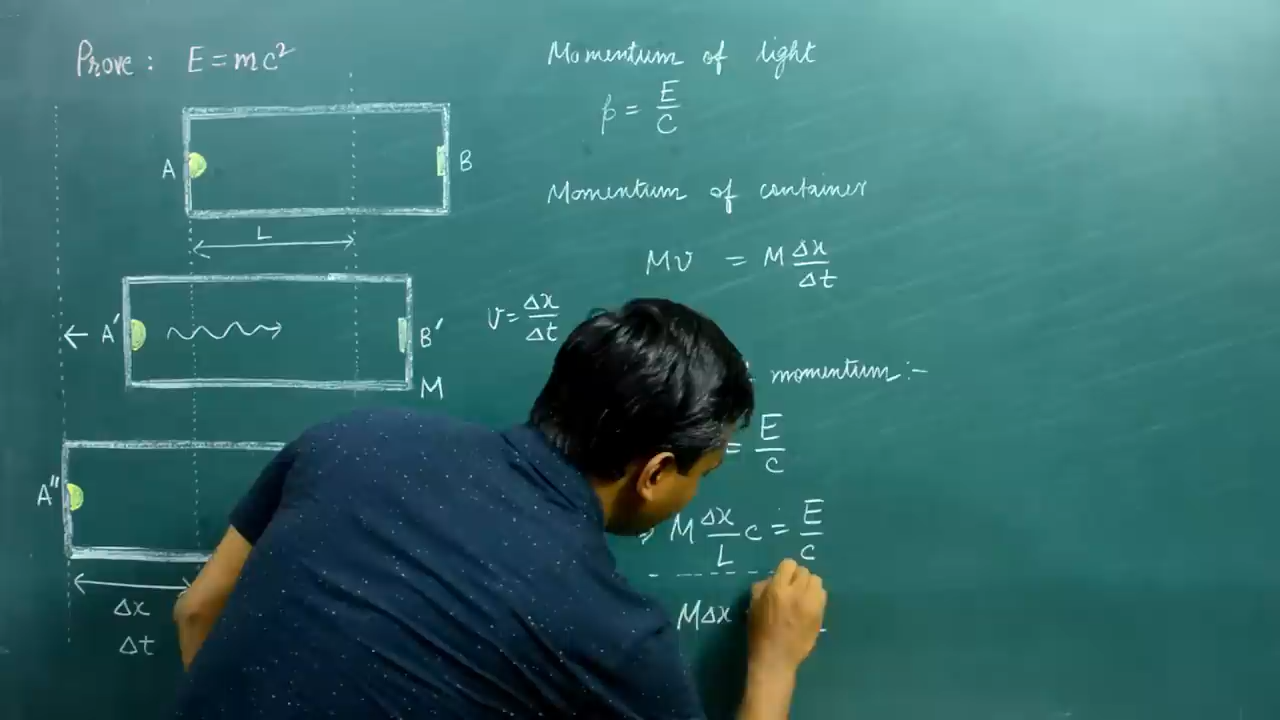 Prove : E = mc²
A
B
L
A′
B′
M
A″
Δx
Δt
Momentum of light
p = E/C
Momentum of container
Mv = M Δx/Δt
v = Δx/Δt
momentum :-
= E/c
M Δx/L c = E/c
MΔx